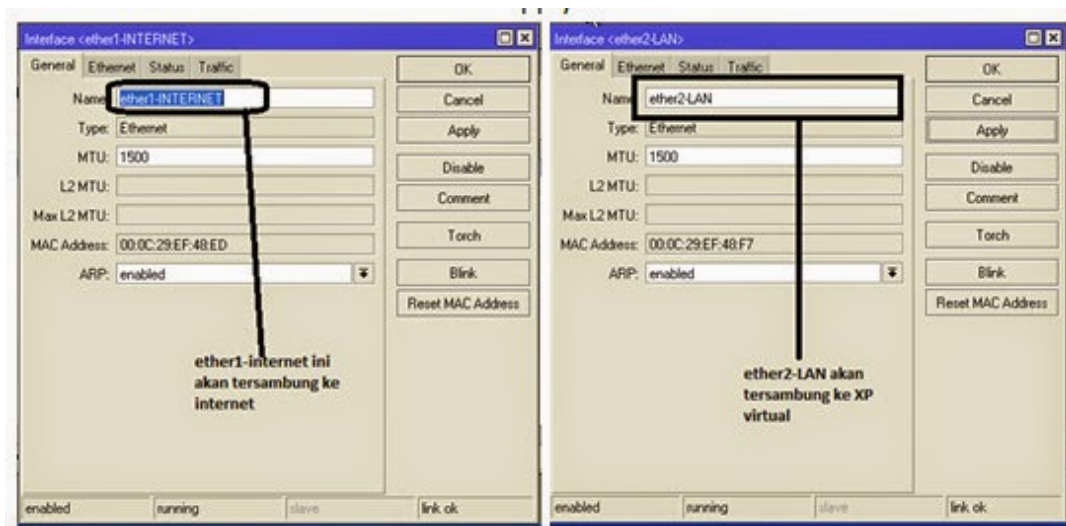 Interface <ether1-INTERNET>
General Ethernet Status Traffic
Name: ether1-INTERNET
Type: Ethernet
MTU: 1500
L2 MTU:
Max L2 MTU:
MAC Address: 00:0C:29:EF:48:ED
ARP: enabled
OK
Cancel
Apply
Disable
Comment
Torch
Blink
Reset MAC Address
ether1-internet ini
akan tersambung ke
internet
enabled running slave link ok
Interface <ether2-LAN>
General Ethernet Status Traffic
Name ether2-LAN
Type: Ethernet
MTU: 1500
L2 MTU:
Max L2 MTU:
MAC Address: 00:0C:29:EF:48:F7
ARP: enabled
OK
Cancel
Apply
Disable
Comment
Torch
Blink
Reset MAC Address
ether2-LAN akan
tersambung ke XP
virtual
enabled running slave link ok